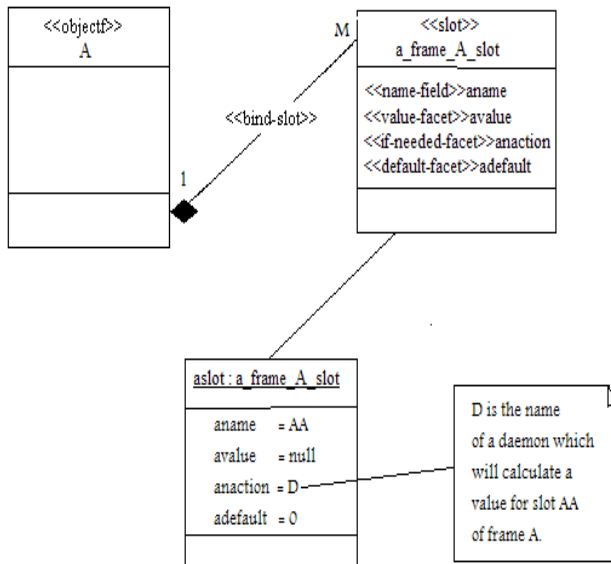 <<objectf>>
A
M
<<slot>>
a_frame_A_slot
<<name-field>>aname
<<value-facet>>avalue
<<if-needed-facet>>anaction
<<default-facet>>adefault
<<bind-slot>>
1
aslot : a_frame_A_slot
aname = AA
avalue = null
anaction = D
adefault = 0
D is the name
of a daemon which
will calculate a
value for slot AA
of frame A.